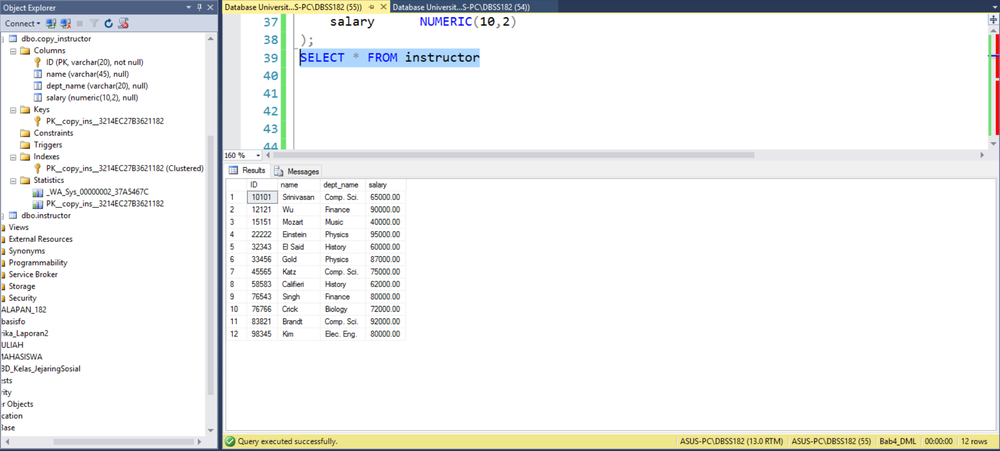 Object Explorer
Connect
dbo.copy_instructor
Columns
ID (PK, varchar(20), not null)
name (varchar(45), null)
dept_name (varchar(20), null)
salary (numeric(10,2), null)
Keys
PK__copy_ins__3214EC27B3621182
Constraints
Triggers
Indexes
PK__copy_ins__3214EC27B3621182 (Clustered)
Statistics
_WA_Sys_00000002_37A5467C
PK__copy_ins__3214EC27B3621182
dbo.instructor
Views
External Resources
Synonyms
Programmability
Service Broker
Storage
Security
ALAPAN_182
basisfo
rika_Laporan2
ULIAH
MAHASISWA
BD_Kelas_JejaringSosial
ests
rity
r Objects
cation
Base
Database Universit...S-PC\DBSS182 (55)) Database Universit...S-PC\DBSS182 (54))
37 salary NUMERIC(10,2)
38 );
39 SELECT * FROM instructor
40
41
42
43
44
160 %
Results Messages
ID name dept_name salary
1 10101 Srinivasan Comp. Sci. 65000.00
2 12121 Wu Finance 90000.00
3 15151 Mozart Music 40000.00
4 22222 Einstein Physics 95000.00
5 32343 El Said History 60000.00
6 33456 Gold Physics 87000.00
7 45565 Katz Comp. Sci. 75000.00
8 58583 Califieri History 62000.00
9 76543 Singh Finance 80000.00
10 76766 Crick Biology 72000.00
11 83821 Brandt Comp. Sci. 92000.00
12 98345 Kim Elec. Eng. 80000.00
Query executed successfully. ASUS-PC\DBSS182 (13.0 RTM) ASUS-PC\DBSS182 (55) Bab4_DML 00:00:00 12 rows